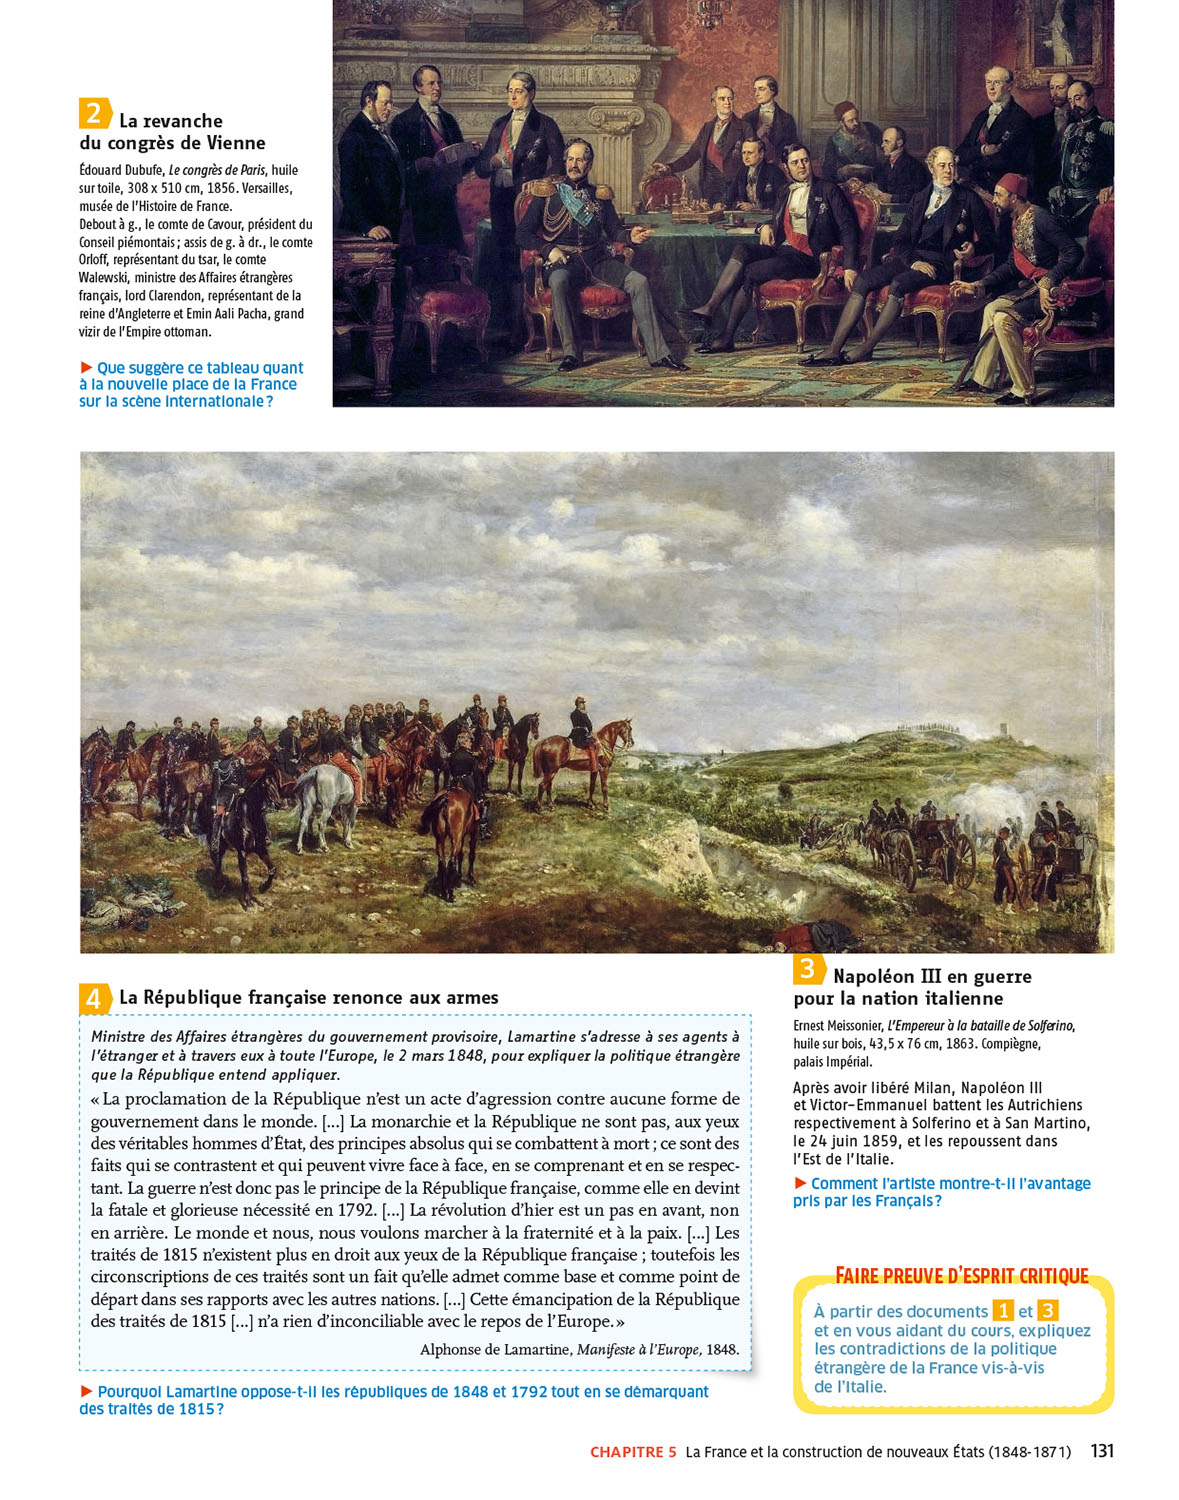 2 La revanche
du congrès de Vienne
Édouard Dubufe, Le congrès de Paris, huile
sur toile, 308 x 510 cm, 1856. Versailles,
musée de l'Histoire de France.
Debout à g., le comte de Cavour, président du
Conseil piémontais ; assis de g. à dr., le comte
Orloff, représentant du tsar, le comte
Walewski, ministre des Affaires étrangères
français, lord Clarendon, représentant de la
reine d'Angleterre et Emin Aali Pacha, grand
vizir de l'Empire ottoman.
► Que suggère ce tableau quant
à la nouvelle place de la France
sur la scène internationale ?
4 La République française renonce aux armes
Ministre des Affaires étrangères du gouvernement provisoire, Lamartine s'adresse à ses agents à
l'étranger et à travers eux à toute l'Europe, le 2 mars 1848, pour expliquer la politique étrangère
que la République entend appliquer.
« La proclamation de la République n'est un acte d'agression contre aucune forme de
gouvernement dans le monde. [...] La monarchie et la République ne sont pas, aux yeux
des véritables hommes d'État, des principes absolus qui se combattent à mort ; ce sont des
faits qui se contrastent et qui peuvent vivre face à face, en se comprenant et en se respec-
tant. La guerre n'est donc pas le principe de la République française, comme elle en devint
la fatale et glorieuse nécessité en 1792. [...] La révolution d'hier est un pas en avant, non
en arrière. Le monde et nous, nous voulons marcher à la fraternité et à la paix. [...] Les
traités de 1815 n'existent plus en droit aux yeux de la République française ; toutefois les
circonscriptions de ces traités sont un fait qu'elle admet comme base et comme point de
départ dans ses rapports avec les autres nations. [...] Cette émancipation de la République
des traités de 1815 [...] n'a rien d'inconciliable avec le repos de l'Europe. »
Alphonse de Lamartine, Manifeste à l'Europe, 1848.
► Pourquoi Lamartine oppose-t-il les républiques de 1848 et 1792 tout en se démarquant
des traités de 1815 ?
3 Napoléon III en guerre
pour la nation italienne
Ernest Meissonier, L'Empereur à la bataille de Solferino,
huile sur bois, 43,5 x 76 cm, 1863. Compiègne,
palais Impérial.
Après avoir libéré Milan, Napoléon III
et Victor-Emmanuel battent les Autrichiens
respectivement à Solferino et à San Martino,
le 24 juin 1859, et les repoussent dans
l'Est de l'Italie.
► Comment l'artiste montre-t-il l'avantage
pris par les Français ?
FAIRE PREUVE D'ESPRIT CRITIQUE
À partir des documents 1 et 3
et en vous aidant du cours, expliquez
les contradictions de la politique
étrangère de la France vis-à-vis
de l'Italie.
CHAPITRE 5 La France et la construction de nouveaux États (1848-1871) 131